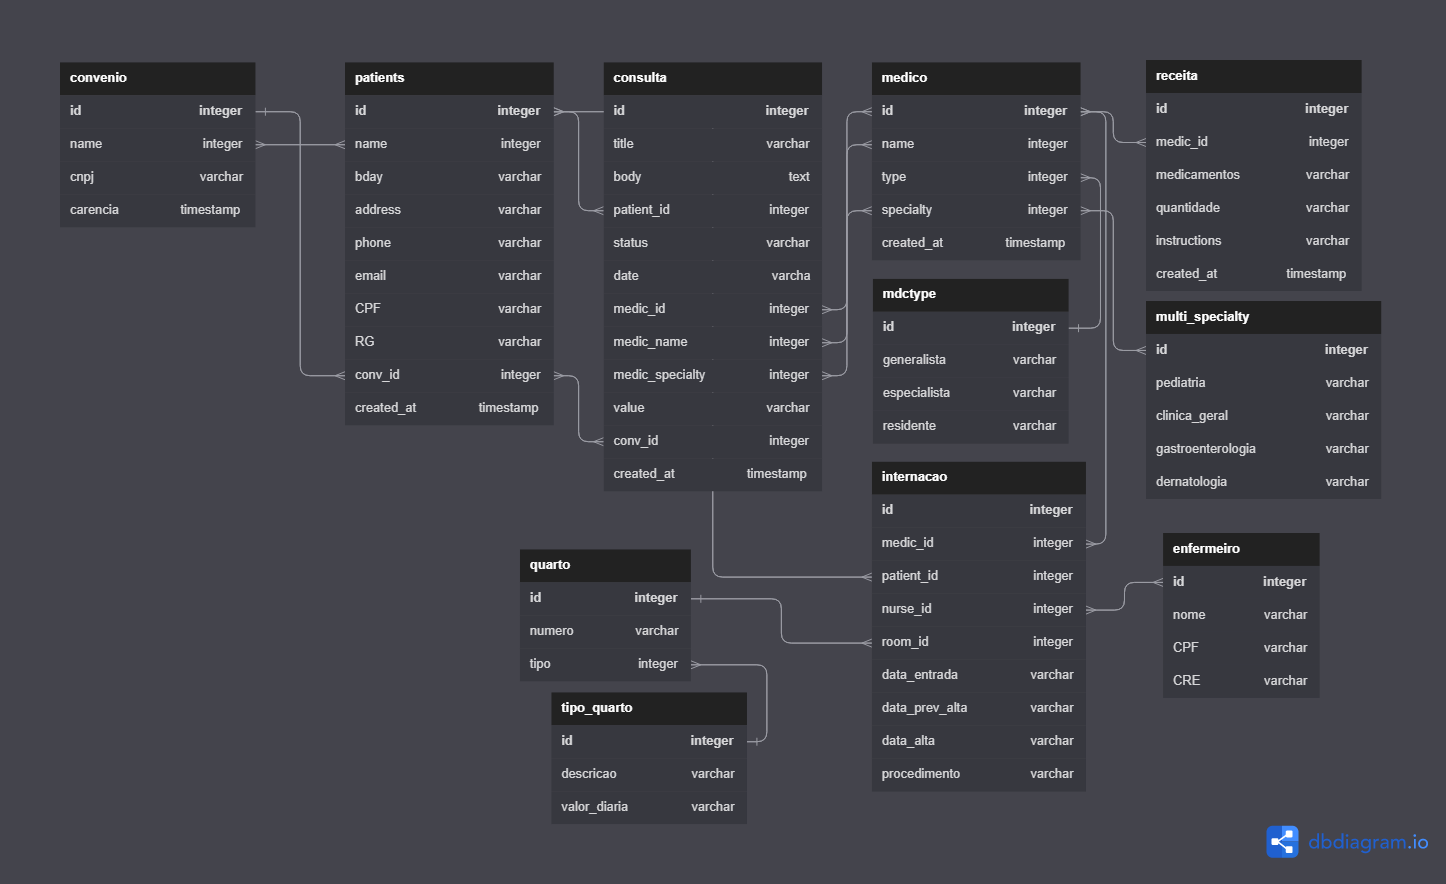 convenio
id integer
name integer
cnpj varchar
carencia timestamp
patients
id integer
name integer
bday varchar
address varchar
phone varchar
email varchar
CPF varchar
RG varchar
conv_id integer
created_at timestamp
consulta
id integer
title varchar
body text
patient_id integer
status varchar
date varcha
medic_id integer
medic_name integer
medic_specialty integer
value varchar
conv_id integer
created_at timestamp
medico
id integer
name integer
type integer
specialty integer
created_at timestamp
receita
id integer
medic_id integer
medicamentos varchar
quantidade varchar
instructions varchar
created_at timestamp
mdctype
id integer
generalista varchar
especialista varchar
residente varchar
multi_specialty
id integer
pediatria varchar
clinica_geral varchar
gastroenterologia varchar
dernatologia varchar
internacao
id integer
medic_id integer
patient_id integer
nurse_id integer
room_id integer
data_entrada varchar
data_prev_alta varchar
data_alta varchar
procedimento varchar
enfermeiro
id integer
nome varchar
CPF varchar
CRE varchar
quarto
id integer
numero varchar
tipo integer
tipo_quarto
id integer
descricao varchar
valor_diaria varchar
dbdiagram.io